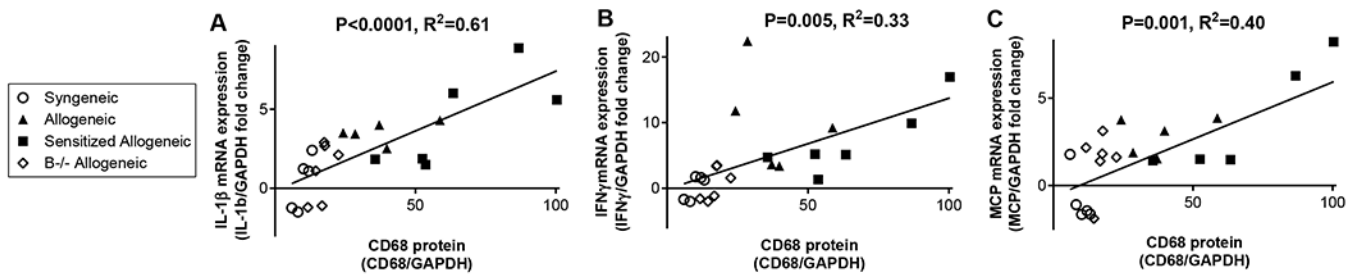 A
P<0.0001, R²=0.61
B
P=0.005, R²=0.33
C
P=0.001, R²=0.40
Syngeneic
Allogeneic
Sensitized Allogeneic
B-/- Allogeneic
IL-1β mRNA expression
(IL-1b/GAPDH fold change)
10
5
0
50
100
CD68 protein
(CD68/GAPDH)
IFNγmRNA expression
(IFNγ/GAPDH fold change)
20
10
0
50
100
CD68 protein
(CD68/GAPDH)
MCP mRNA expression
(MCP/GAPDH fold change)
5
0
50
100
CD68 protein
(CD68/GAPDH)